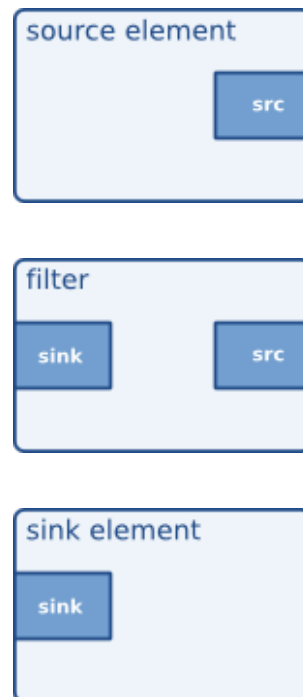 source element
src
filter
sink src
sink element
sink